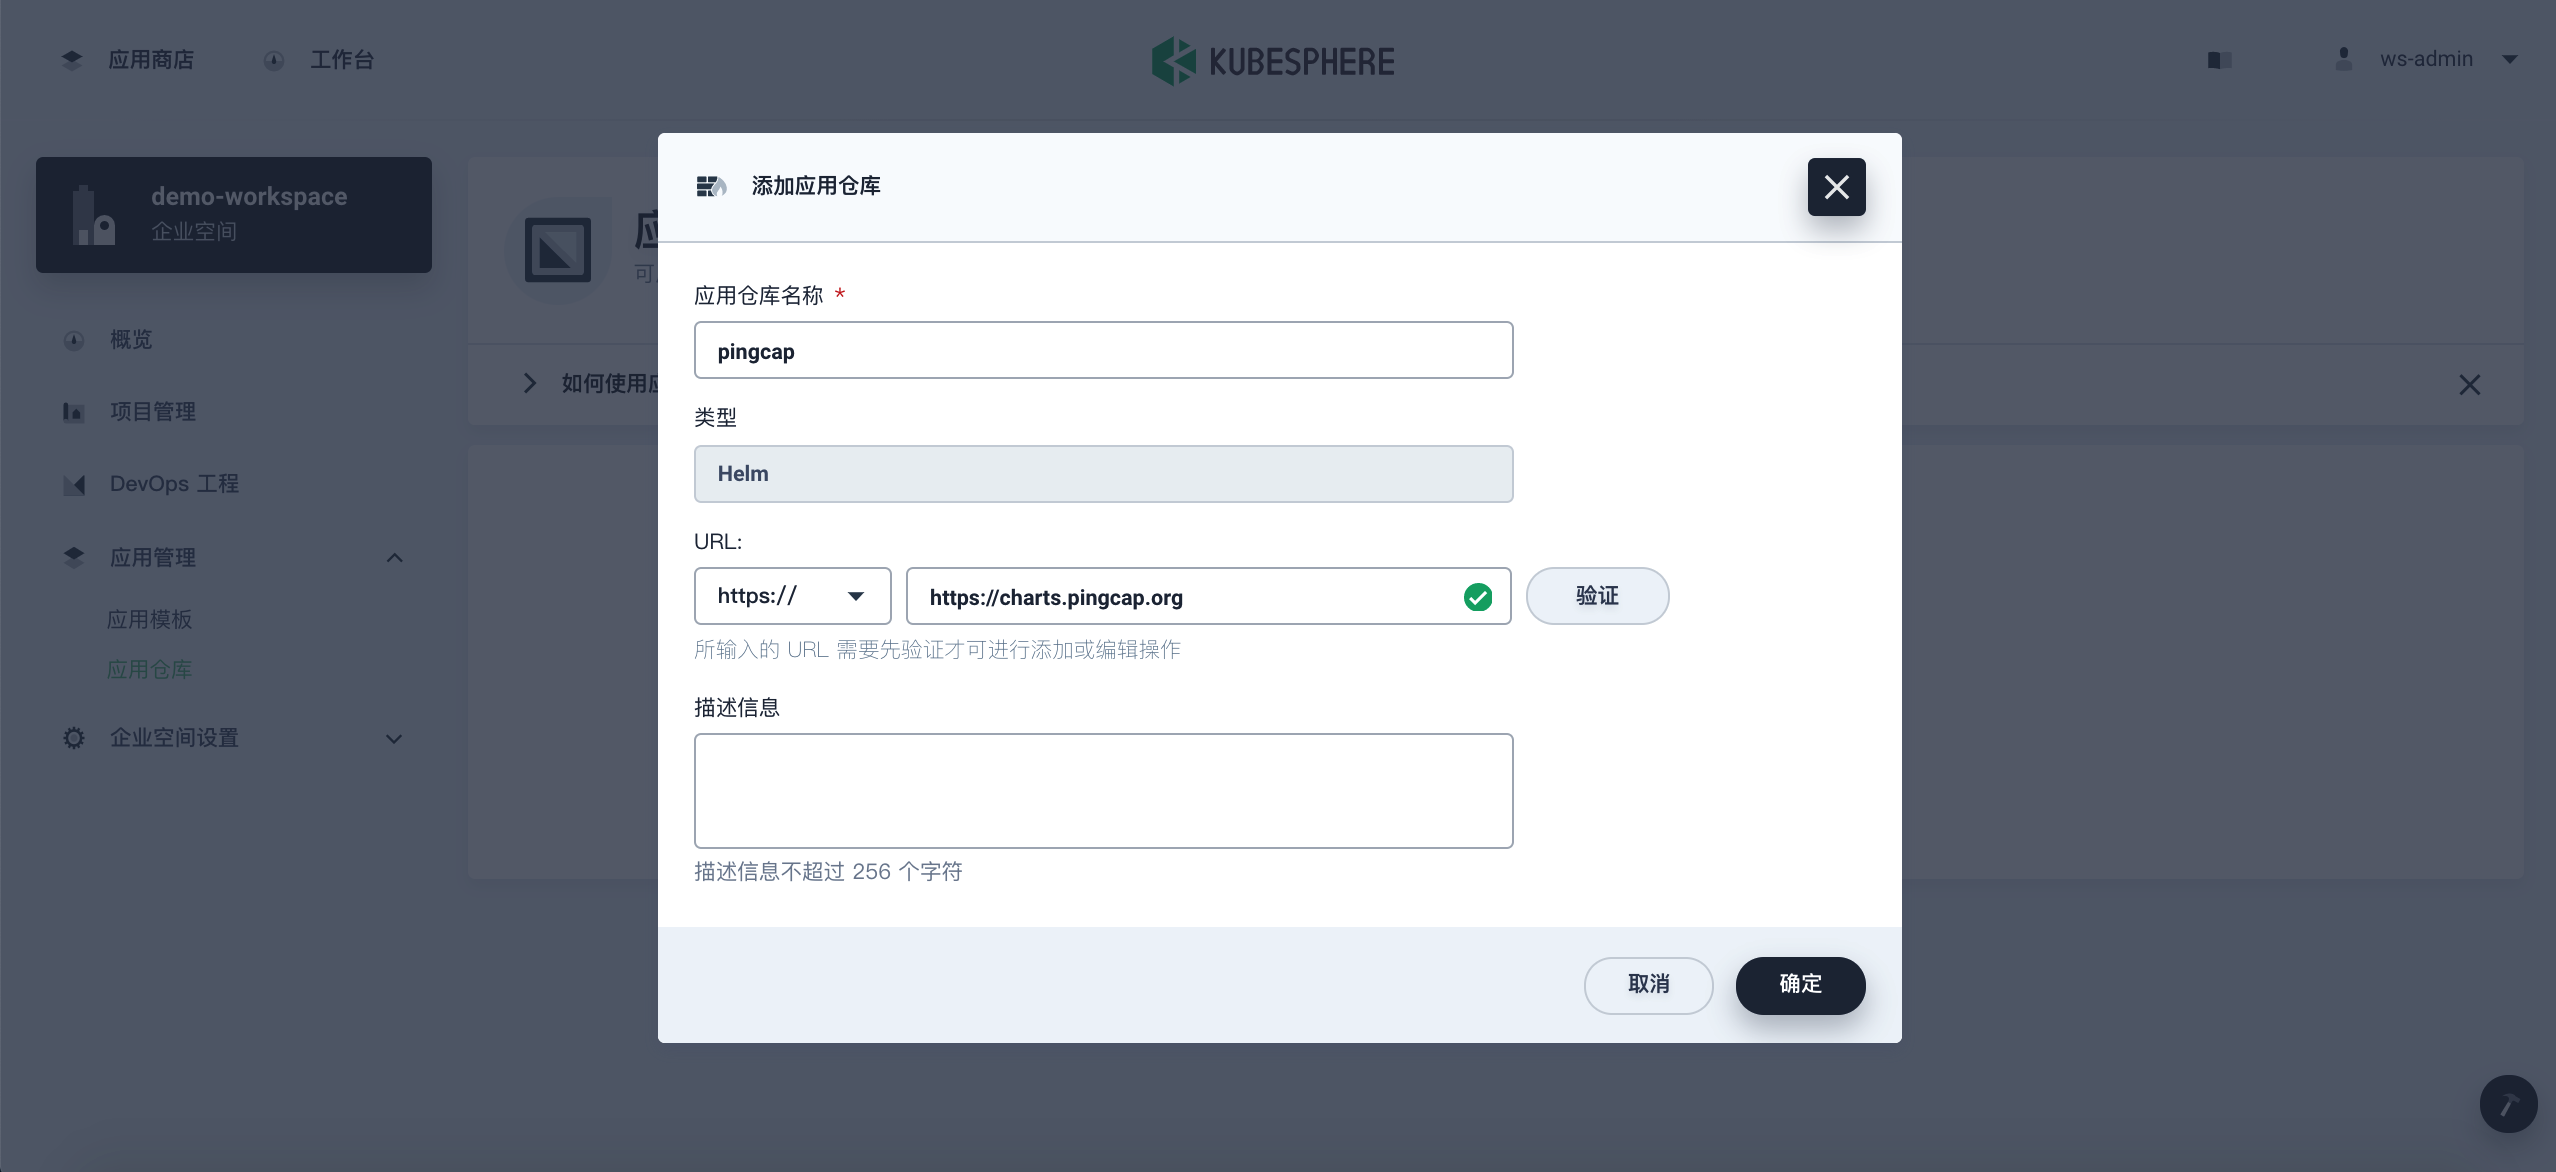 应用商店
工作台
KUBESPHERE
ws-admin
demo-workspace
企业空间
概览
项目管理
DevOps 工程
应用管理
应用模板
应用仓库
企业空间设置
应
可
如何使用应
添加应用仓库
应用仓库名称 *
pingcap
类型
Helm
URL:
https://
https://charts.pingcap.org
验证
所输入的 URL 需要先验证才可进行添加或编辑操作
描述信息
描述信息不超过 256 个字符
取消
确定